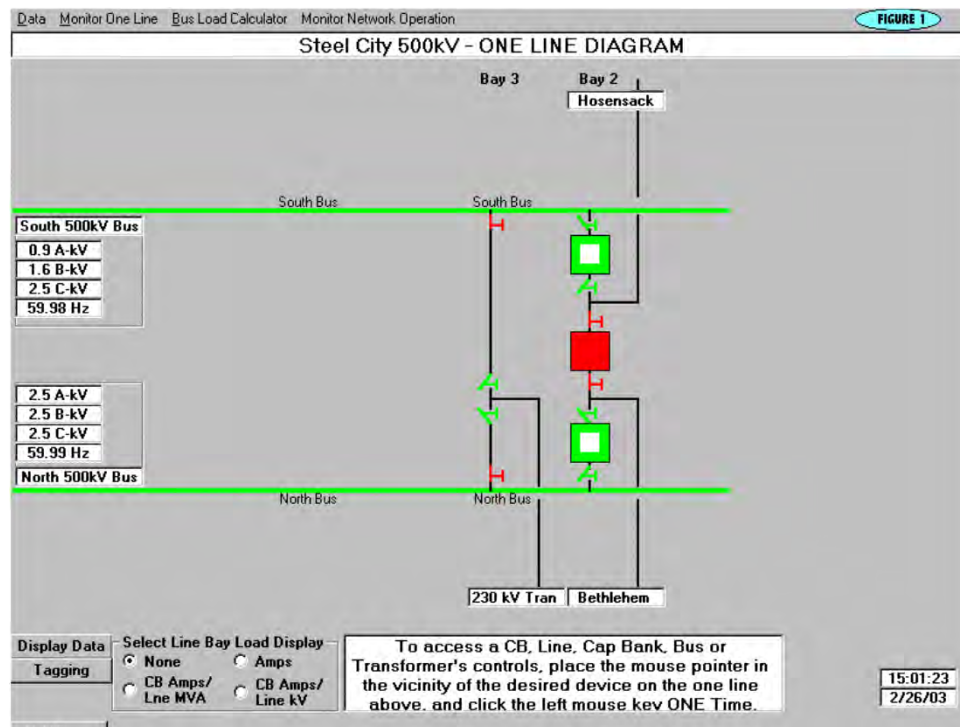 Data Monitor One Line Bus Load Calculator Monitor Network Operation
FIGURE 1
Steel City 500kV - ONE LINE DIAGRAM
Bay 3 Bay 2
Hosensack
South Bus South Bus
South 500kV Bus
0.9 A-kV
1.6 B-kV
2.5 C-kV
59.98 Hz
2.5 A-kV
2.5 B-kV
2.5 C-kV
59.99 Hz
North 500kV Bus
North Bus North Bus
230 kV Tran Bethlehem
Display Data
Tagging
Select Line Bay Load Display
None Amps
CB Amps/ Lne MVA
CB Amps/ Line kV
To access a CB, Line, Cap Bank, Bus or
Transformer's controls, place the mouse pointer in
the vicinity of the desired device on the one line
above, and click the left mouse key ONE Time.
15:01:23
2/26/03